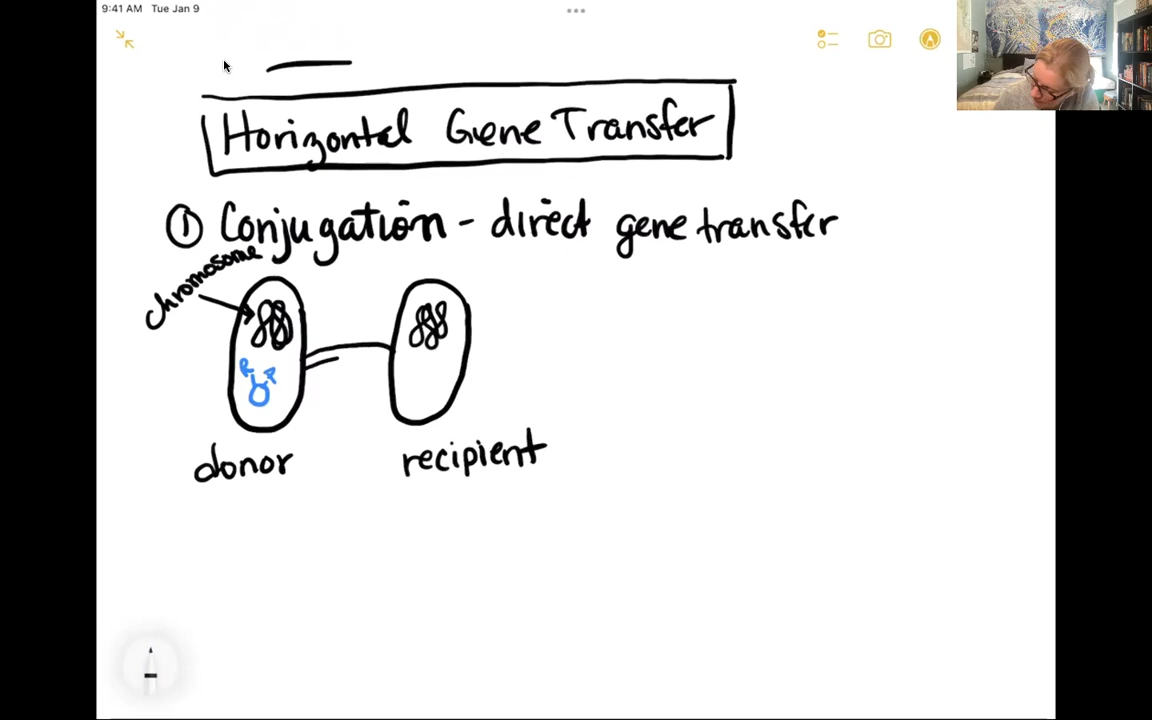 9:41 AM Tue Jan 9
Horizontal Gene Transfer
① Conjugation - direct gene transfer
chromosome
R R
donor recipient